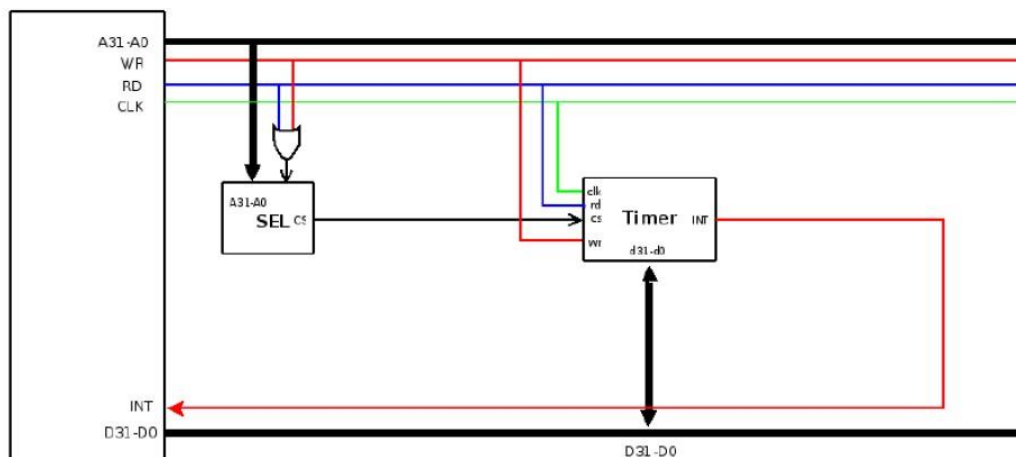 A31-A0
WR
RD
CLK
A31-A0
SEL
CS
clk
rd
cs
wr
Timer
INT
d31-d0
INT
D31-D0
D31-D0